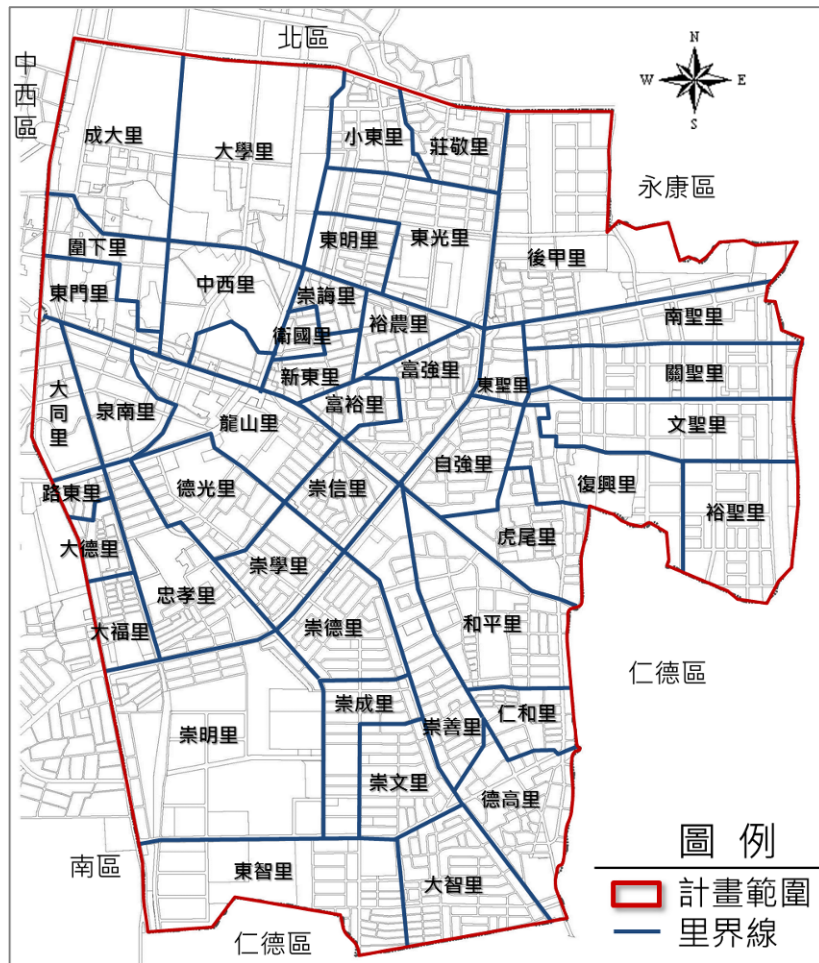 北區
中西區
N
W
E
S
成大里
大學里
小東里
莊敬里
永康區
圍下里
東明里
東光里
後甲里
東門里
中西里
崇誨里
裕農里
南聖里
衛國里
新東里
富強里
東聖里
關聖里
大同里
泉南里
龍山里
富裕里
文聖里
自強里
路東里
德光里
崇信里
復興里
裕聖里
大德里
虎尾里
忠孝里
崇學里
大福里
崇德里
和平里
仁德區
崇明里
崇成里
崇善里
仁和里
崇文里
德高里
南區
東智里
大智里
仁德區
圖 例
計畫範圍
里界線